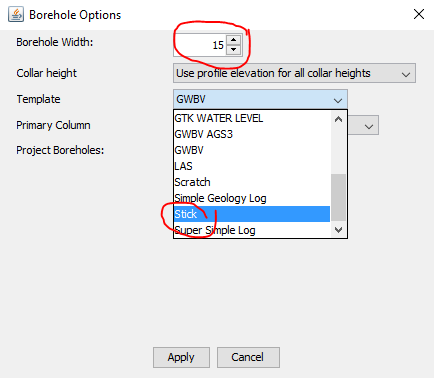 Borehole Options
Borehole Width:
15
Collar height
Use profile elevation for all collar heights
Template
GWBV
Primary Column
GTK WATER LEVEL
GWBV AGS3
GWBV
LAS
Scratch
Simple Geology Log
Stick
Super Simple Log
Project Boreholes:
Apply
Cancel